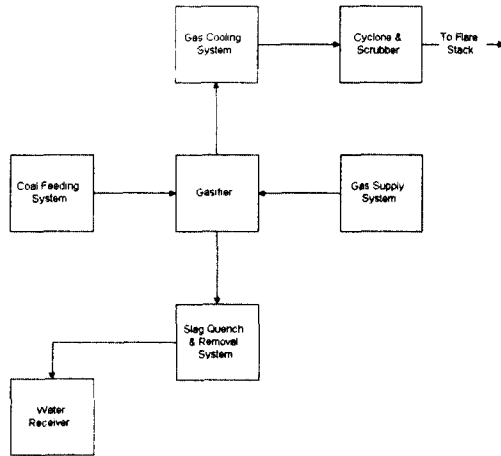 Gas Cooling
System
Cyclone &
Scrubber
To Flare
Stack
Coal Feeding
System
Gasifier
Gas Supply
System
Slag Quench
& Removal
System
Water
Receiver